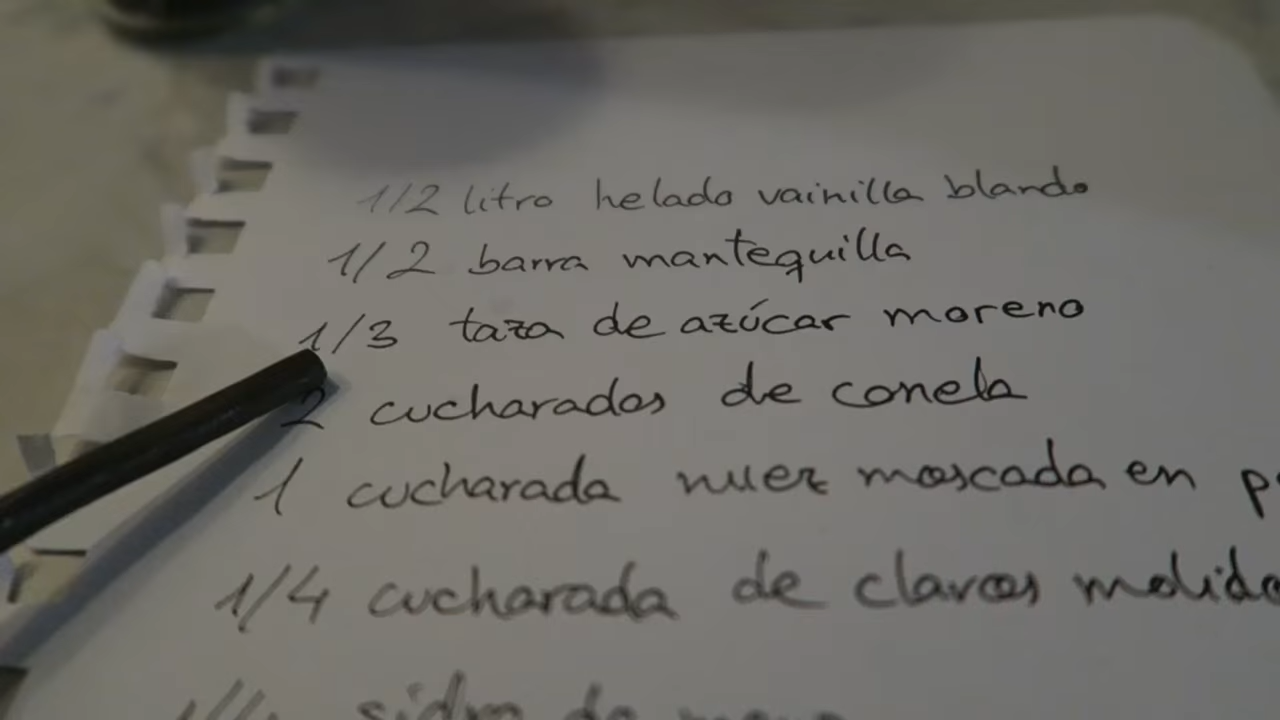 1/2 litro helado vainilla blando
1/2 barra mantequilla
1/3 taza de azúcar moreno
2 cucharadas de canela
1 cucharada nuez moscada en
1/4 cucharada de clavos